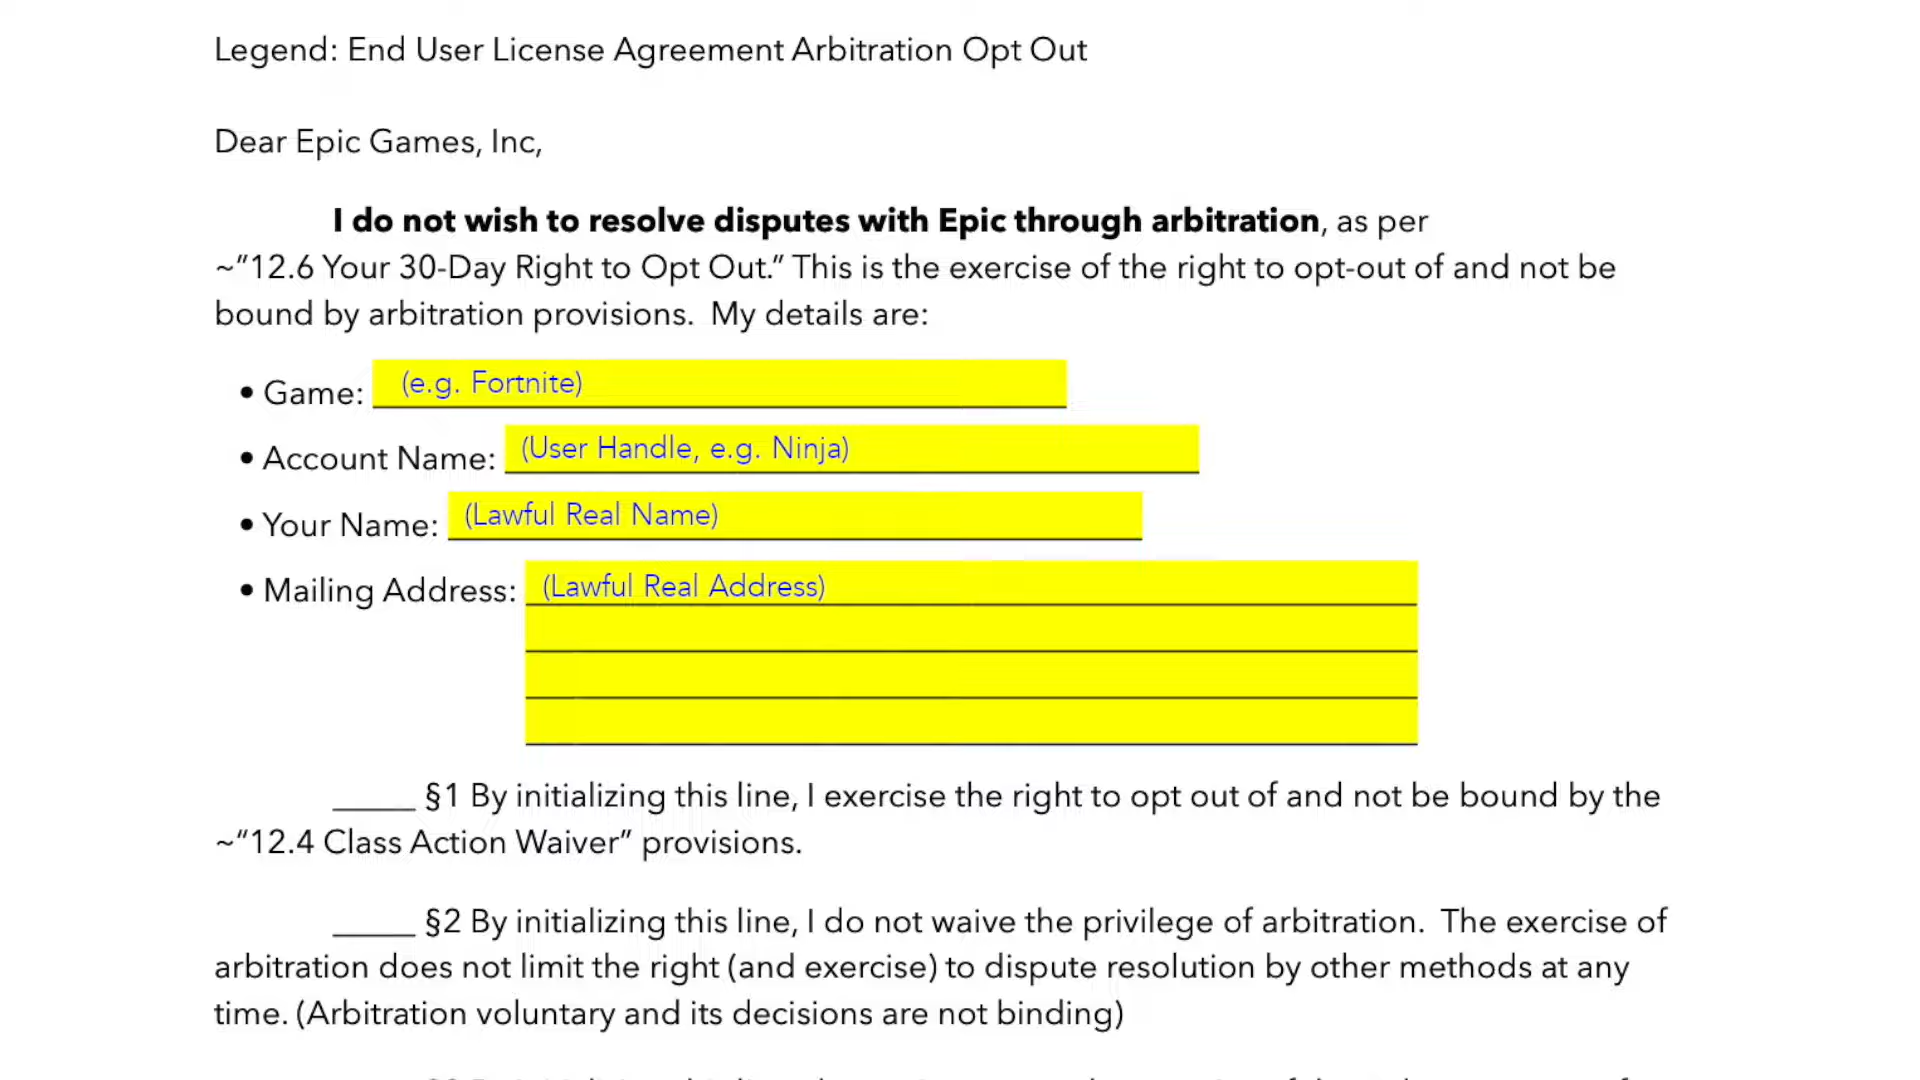 Legend: End User License Agreement Arbitration Opt Out
Dear Epic Games, Inc,
I do not wish to resolve disputes with Epic through arbitration, as per
~“12.6 Your 30-Day Right to Opt Out.” This is the exercise of the right to opt-out of and not be
bound by arbitration provisions.  My details are:
• Game: (e.g. Fortnite)
• Account Name: (User Handle, e.g. Ninja)
• Your Name: (Lawful Real Name)
• Mailing Address: (Lawful Real Address)
_____ §1 By initializing this line, I exercise the right to opt out of and not be bound by the
~“12.4 Class Action Waiver” provisions.
_____ §2 By initializing this line, I do not waive the privilege of arbitration.  The exercise of
arbitration does not limit the right (and exercise) to dispute resolution by other methods at any
time. (Arbitration voluntary and its decisions are not binding)